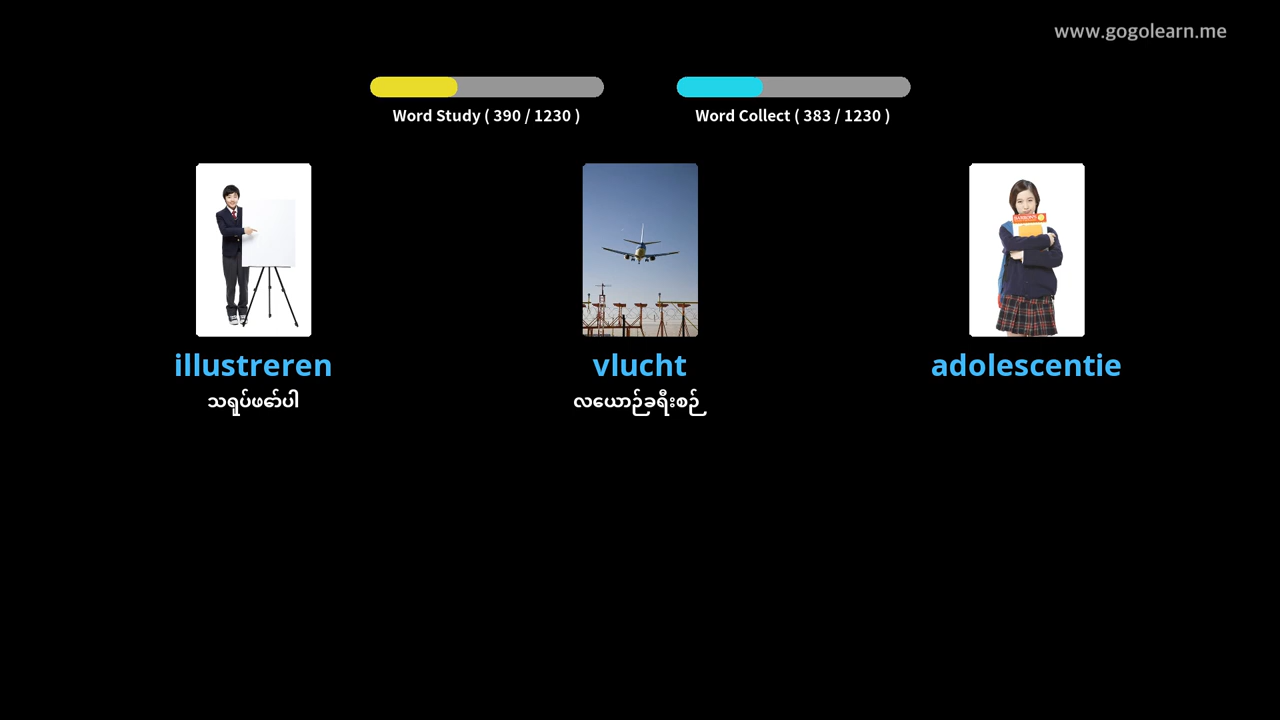 www.gogolearn.me
Word Study ( 390 / 1230 )
Word Collect ( 383 / 1230 )
illustreren
vlucht
adolescentie
သရုပ်ဖော်ပါ
လယောဉ်ခရီးစဉ်